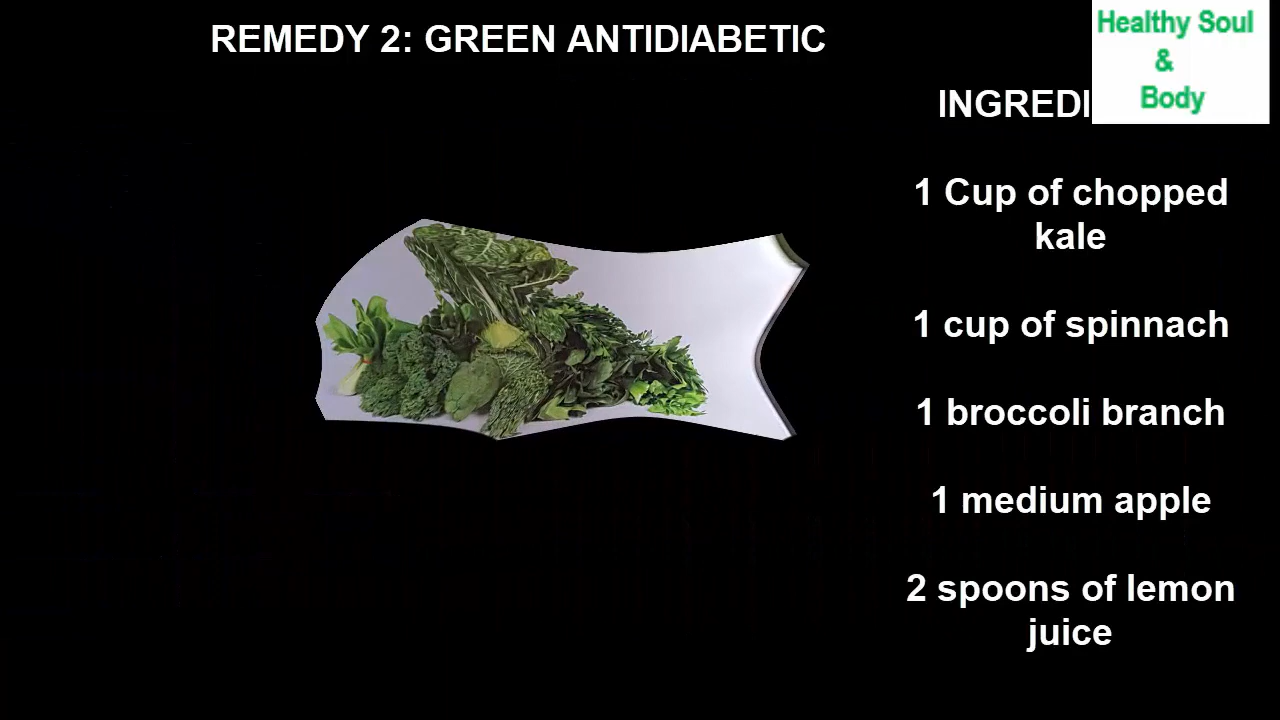 REMEDY 2: GREEN ANTIDIABETIC
Healthy Soul
&
Body
INGREDI
1 Cup of chopped
kale
1 cup of spinnach
1 broccoli branch
1 medium apple
2 spoons of lemon
juice